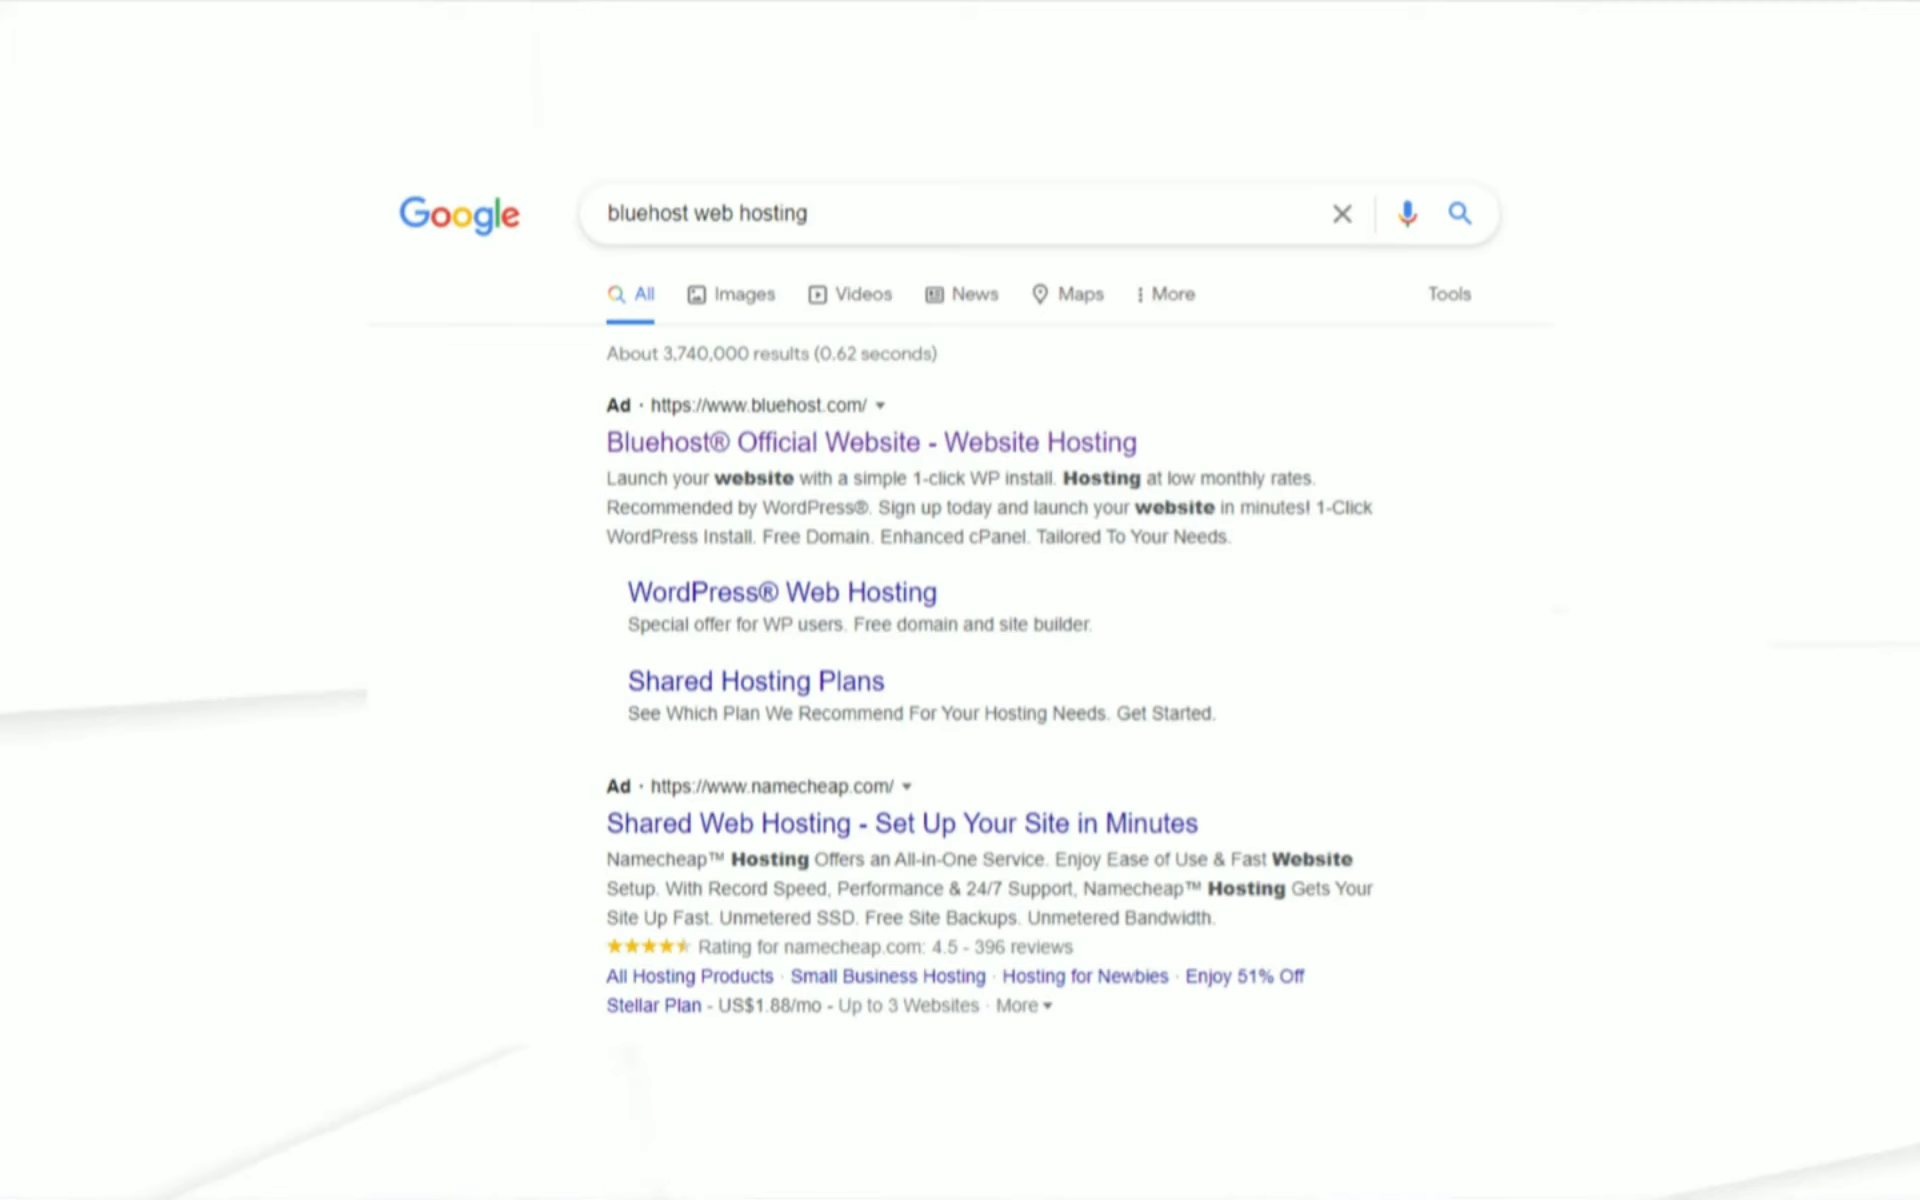 Google
bluehost web hosting
All Images Videos News Maps More Tools
About 3,740,000 results (0.62 seconds)
Ad · https://www.bluehost.com/
Bluehost® Official Website - Website Hosting
Launch your website with a simple 1-click WP install. Hosting at low monthly rates.
Recommended by WordPress®. Sign up today and launch your website in minutes! 1-Click
WordPress Install. Free Domain. Enhanced cPanel. Tailored To Your Needs.
WordPress® Web Hosting
Special offer for WP users. Free domain and site builder.
Shared Hosting Plans
See Which Plan We Recommend For Your Hosting Needs. Get Started.
Ad · https://www.namecheap.com/
Shared Web Hosting - Set Up Your Site in Minutes
Namecheap™ Hosting Offers an All-in-One Service. Enjoy Ease of Use & Fast Website
Setup. With Record Speed, Performance & 24/7 Support, Namecheap™ Hosting Gets Your
Site Up Fast. Unmetered SSD. Free Site Backups. Unmetered Bandwidth.
Rating for namecheap.com: 4.5 - 396 reviews
All Hosting Products · Small Business Hosting · Hosting for Newbies · Enjoy 51% Off
Stellar Plan - US$1.88/mo - Up to 3 Websites · More